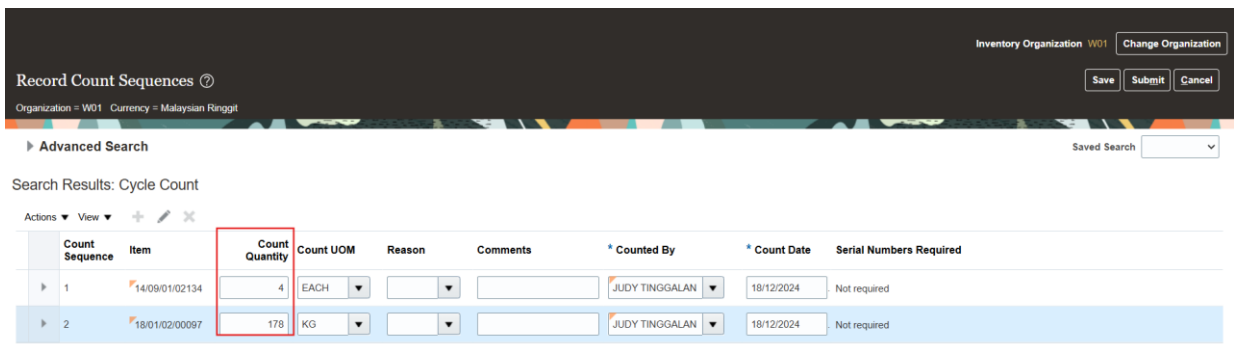 Inventory Organization W01 Change Organization
Record Count Sequences ?
Save Submit Cancel
Organization = W01 Currency = Malaysian Ringgit
Advanced Search
Saved Search
Search Results: Cycle Count
Actions View
Count Sequence Item Count Quantity Count UOM Reason Comments * Counted By * Count Date Serial Numbers Required
1 14/09/01/02134 4 EACH JUDY TINGGALAN 18/12/2024 Not required
2 18/01/02/00097 178 KG JUDY TINGGALAN 18/12/2024 Not required